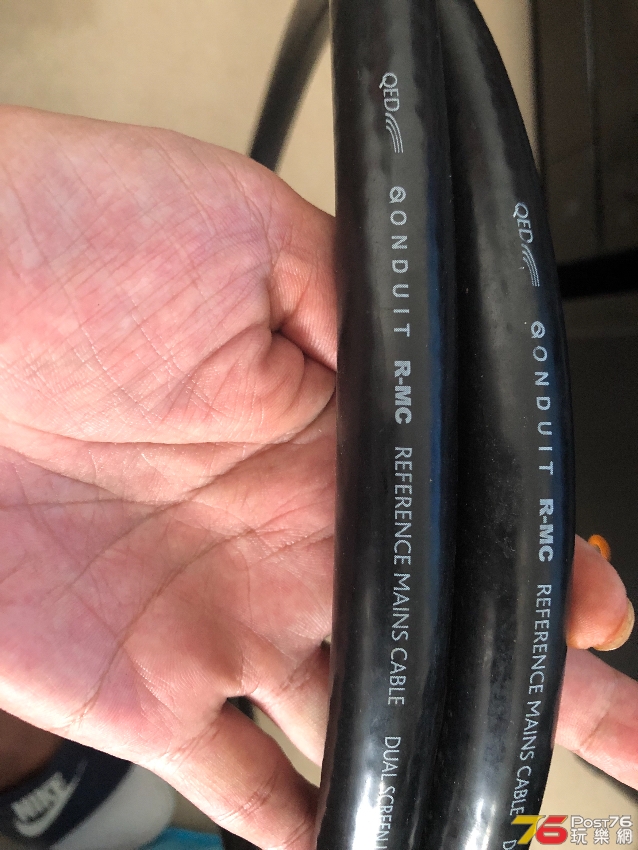 QED
QONDUIT R-MC REFERENCE MAINS CABLE DUAL SCREEN
QED
QONDUIT R-MC REFERENCE MAINS CABLE D
NIKE
76 POST76
玩樂網